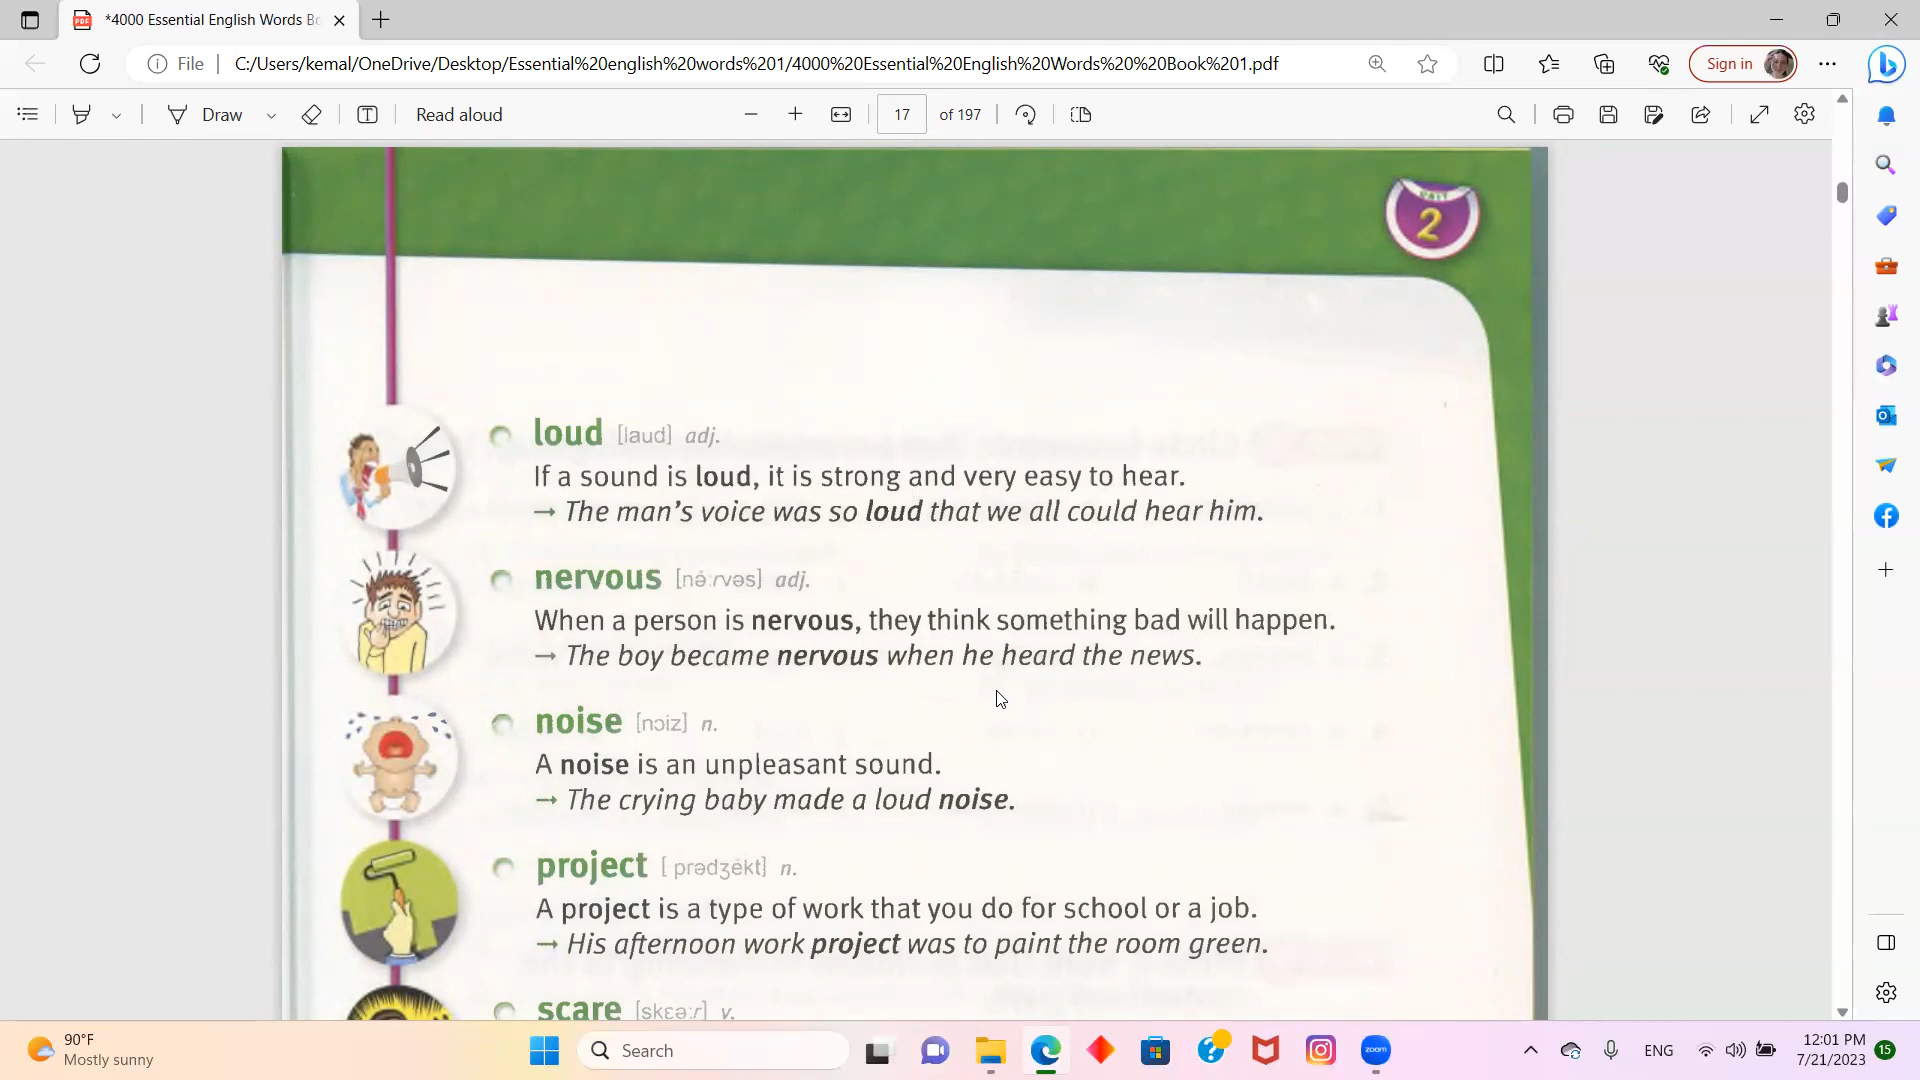 *4000 Essential English Words Bo
File
C:/Users/kemal/OneDrive/Desktop/Essential%20english%20words%201/4000%20Essential%20English%20Words%20%20Book%201.pdf
Sign in
Draw
Read aloud
17 of 197
UNIT
2
loud [laud] adj.
If a sound is loud, it is strong and very easy to hear.
→ The man's voice was so loud that we all could hear him.
nervous [nə́ːrvəs] adj.
When a person is nervous, they think something bad will happen.
→ The boy became nervous when he heard the news.
noise [nɔiz] n.
A noise is an unpleasant sound.
→ The crying baby made a loud noise.
project [prədʒékt] n.
A project is a type of work that you do for school or a job.
→ His afternoon work project was to paint the room green.
scare [skɛəːr] v.
90°F
Mostly sunny
Search
zoom
ENG
12:01 PM
7/21/2023
15